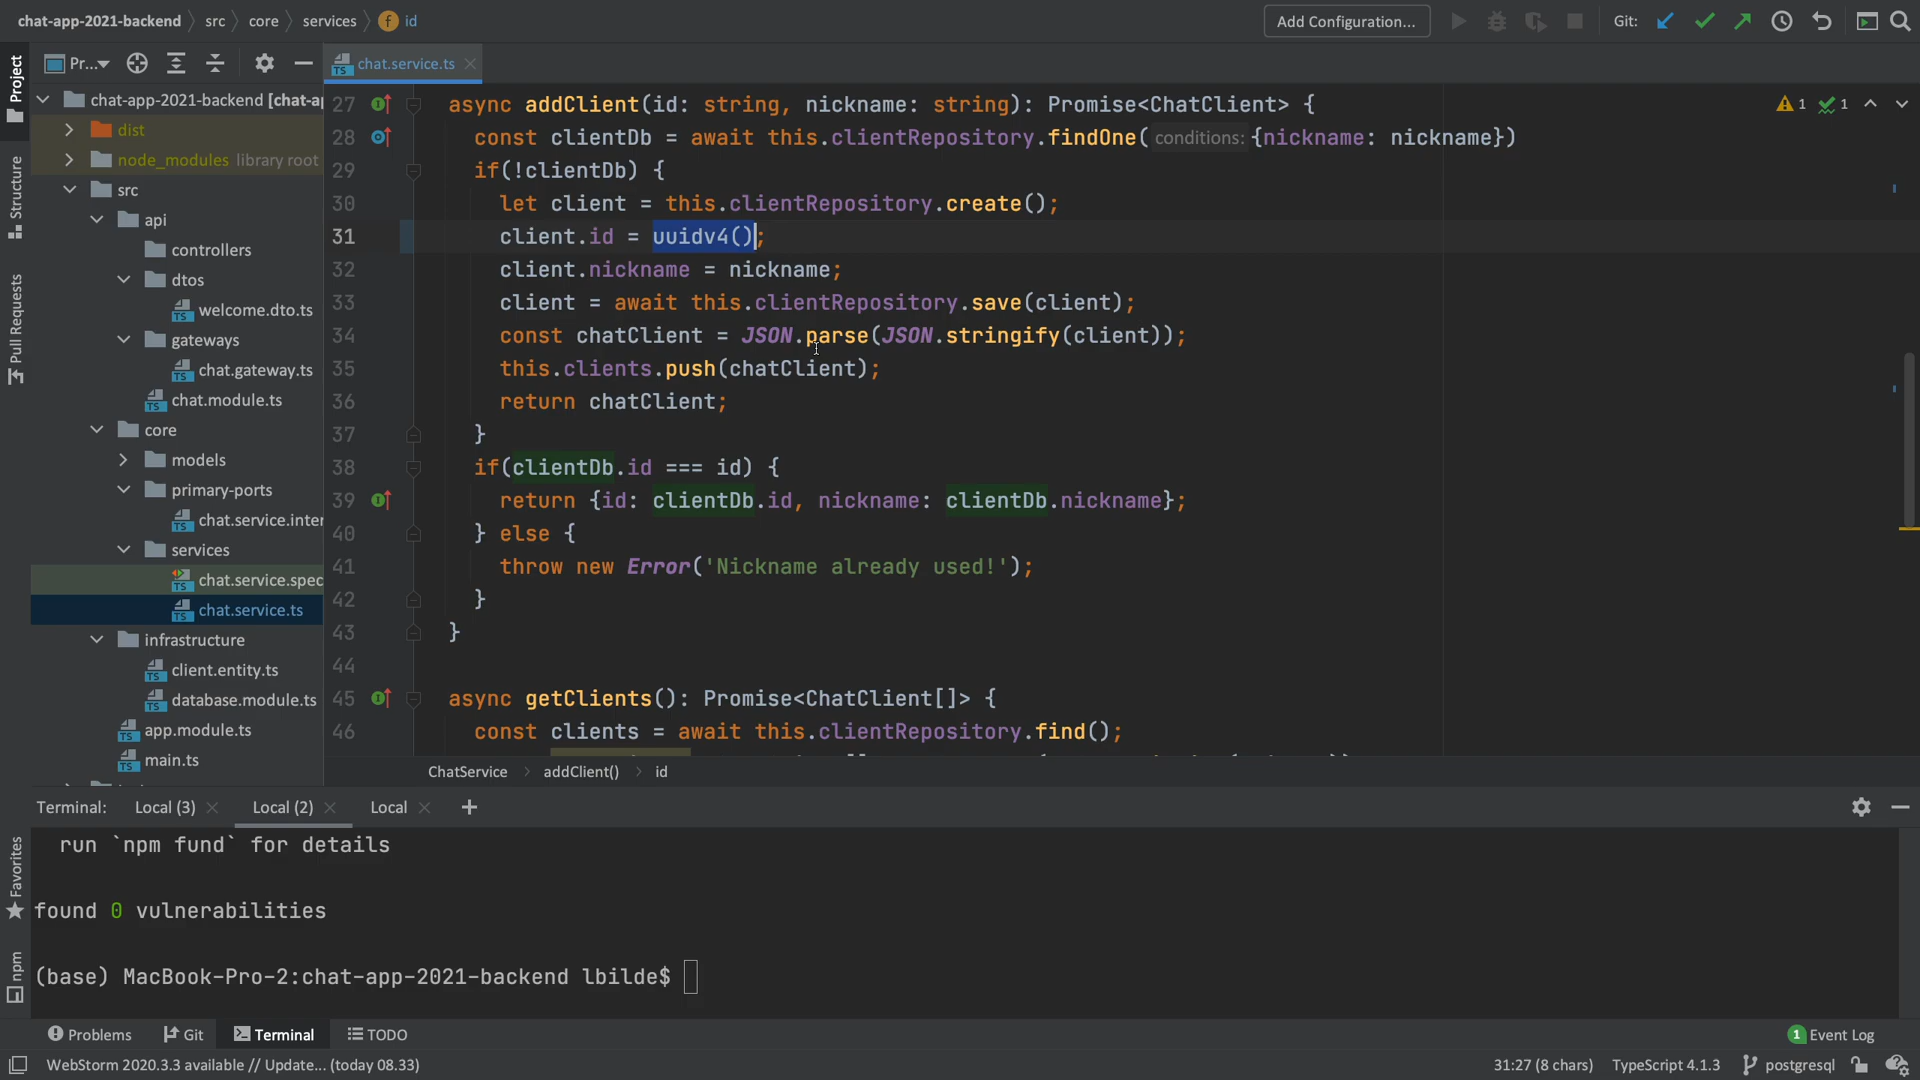 chat-app-2021-backend src core services f id Add Configuration... Git:
Pr... chat.service.ts
Project
Structure
Pull Requests
Favorites
npm
chat-app-2021-backend [chat-a
dist
node_modules library root
src
api
controllers
dtos
welcome.dto.ts
gateways
chat.gateway.ts
chat.module.ts
core
models
primary-ports
chat.service.inter
services
chat.service.spec
chat.service.ts
infrastructure
client.entity.ts
database.module.ts
app.module.ts
main.ts
27 async addClient(id: string, nickname: string): Promise<ChatClient> { 1 1
28 const clientDb = await this.clientRepository.findOne( conditions: {nickname: nickname})
29 if(!clientDb) {
30 let client = this.clientRepository.create();
31 client.id = uuidv4();
32 client.nickname = nickname;
33 client = await this.clientRepository.save(client);
34 const chatClient = JSON.parse(JSON.stringify(client));
35 this.clients.push(chatClient);
36 return chatClient;
37 }
38 if(clientDb.id === id) {
39 return {id: clientDb.id, nickname: clientDb.nickname};
40 } else {
41 throw new Error('Nickname already used!');
42 }
43 }
44
45 async getClients(): Promise<ChatClient[]> {
46 const clients = await this.clientRepository.find();
ChatService addClient() id
Terminal: Local (3) Local (2) Local
run `npm fund` for details
found 0 vulnerabilities
(base) MacBook-Pro-2:chat-app-2021-backend lbilde$
Problems Git Terminal TODO 1 Event Log
WebStorm 2020.3.3 available // Update... (today 08.33) 31:27 (8 chars) TypeScript 4.1.3 postgresql